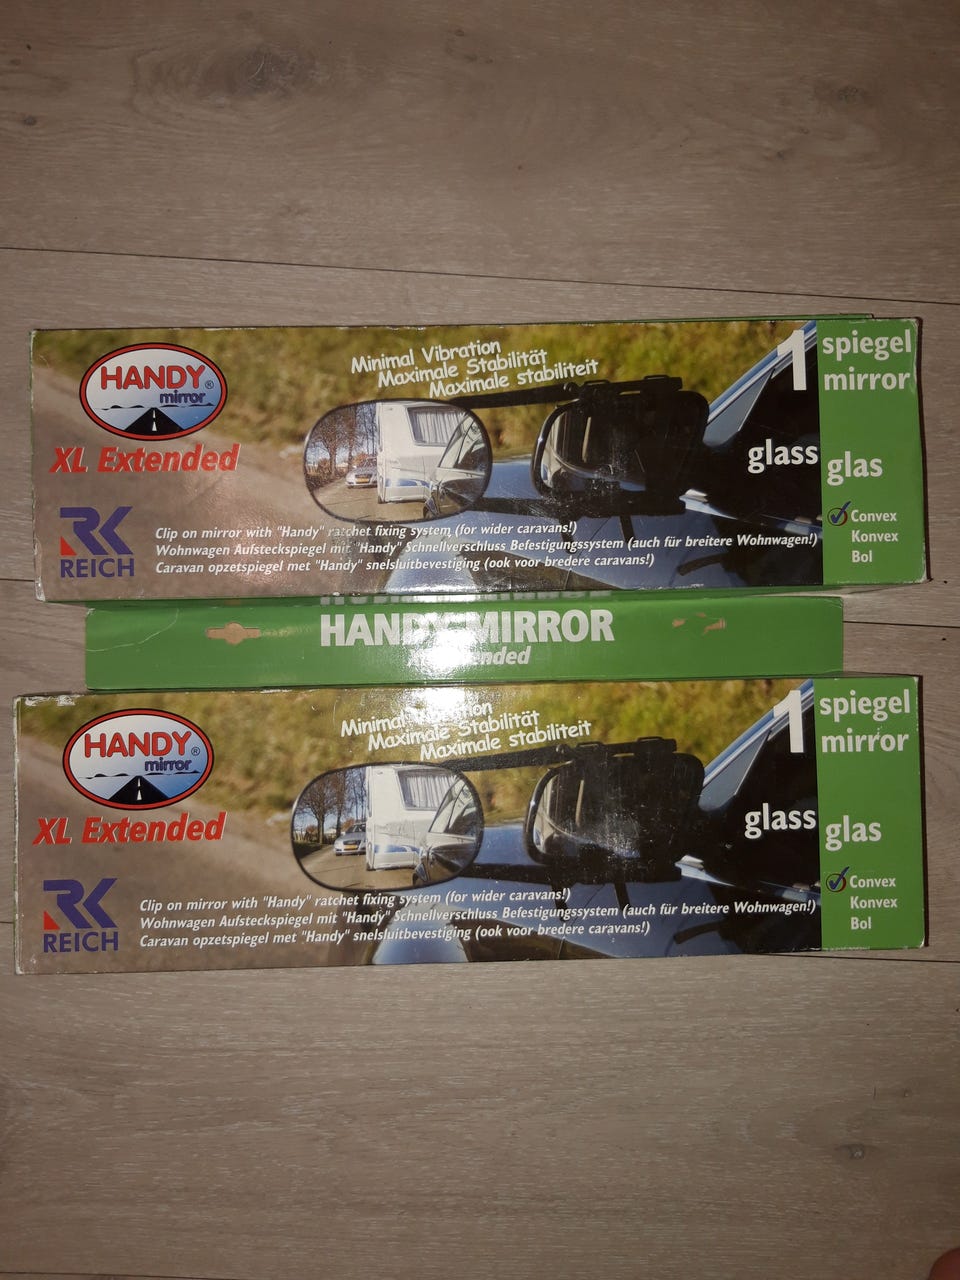 HANDY®
mirror
XL Extended
RK
REICH
Minimal Vibration
Maximale Stabilität
Maximale stabiliteit
Clip on mirror with "Handy" ratchet fixing system (for wider caravans!)
Wohnwagen Aufsteckspiegel mit "Handy" Schnellverschluss Befestigungssystem (auch für breitere Wohnwagen!)
Caravan opzetspiegel met "Handy" snelsluitbevestiging (ook voor bredere caravans!)
1 spiegel
mirror
glass glas
Convex
Konvex
Bol
HANDY MIRROR
HANDY®
mirror
XL Extended
RK
REICH
Minimal Vibration
Maximale Stabilität
Maximale stabiliteit
Clip on mirror with "Handy" ratchet fixing system (for wider caravans!)
Wohnwagen Aufsteckspiegel mit "Handy" Schnellverschluss Befestigungssystem (auch für breitere Wohnwagen!)
Caravan opzetspiegel met "Handy" snelsluitbevestiging (ook voor bredere caravans!)
1 spiegel
mirror
glass glas
Convex
Konvex
Bol